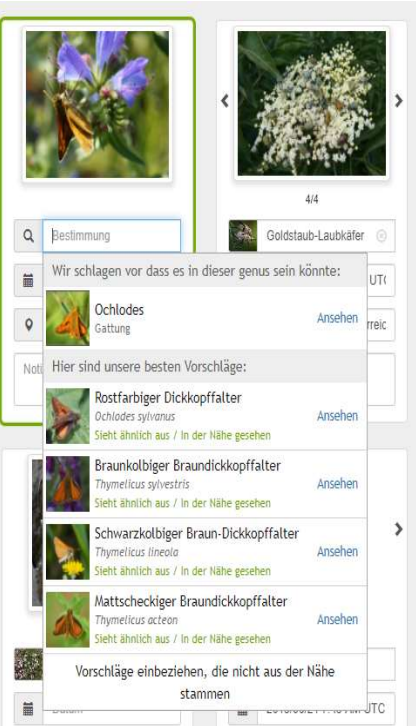 4/4
Bestimmung
Goldstaub-Laubkäfer
Wir schlagen vor dass es in dieser genus sein könnte:
UTC
Ochlodes
Gattung
Ansehen
rreic
Noti
Hier sind unsere besten Vorschläge:
Rostfarbiger Dickkopffalter
Ochlodes sylvanus
Ansehen
Sieht ähnlich aus / In der Nähe gesehen
Braunkolbiger Braundickkopffalter
Thymelicus sylvestris
Ansehen
Sieht ähnlich aus / In der Nähe gesehen
Schwarzkolbiger Braun-Dickkopffalter
Thymelicus lineola
Ansehen
Sieht ähnlich aus / In der Nähe gesehen
Mattscheckiger Braundickkopffalter
Thymelicus acteon
Ansehen
Sieht ähnlich aus / In der Nähe gesehen
Vorschläge einbeziehen, die nicht aus der Nähe
stammen
UTC